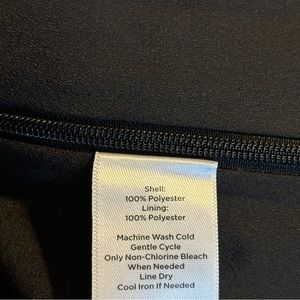 Shell:
100% Polyester
Lining:
100% Polyester
Machine Wash Cold
Gentle Cycle
Only Non-Chlorine Bleach
When Needed
Line Dry
Cool Iron If Needed